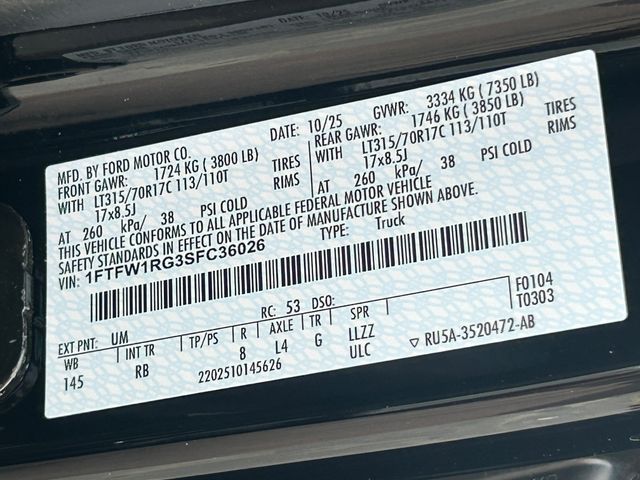 MFD. BY FORD MOTOR CO.
DATE: 10/25
GVWR: 3334 KG ( 7350 LB)
FRONT GAWR: 1724 KG ( 3800 LB)
REAR GAWR: 1746 KG ( 3850 LB)
WITH LT315/70R17C 113/110T TIRES
WITH LT315/70R17C 113/110T TIRES
17x8.5J RIMS
17x8.5J RIMS
AT 260 kPa/ 38 PSI COLD
AT 260 kPa/ 38 PSI COLD
THIS VEHICLE CONFORMS TO ALL APPLICABLE FEDERAL MOTOR VEHICLE
SAFETY STANDARDS IN EFFECT ON THE DATE OF MANUFACTURE SHOWN ABOVE.
VIN: 1FTFW1RG3SFC36026
TYPE: Truck
F0104
T0303
EXT PNT: UM RC: 53 DSO:
WB INT TR TP/PS R AXLE TR SPR
145 RB 8 L4 G LLZZ
ULC
2202510145626
▽ RU5A-3520472-AB